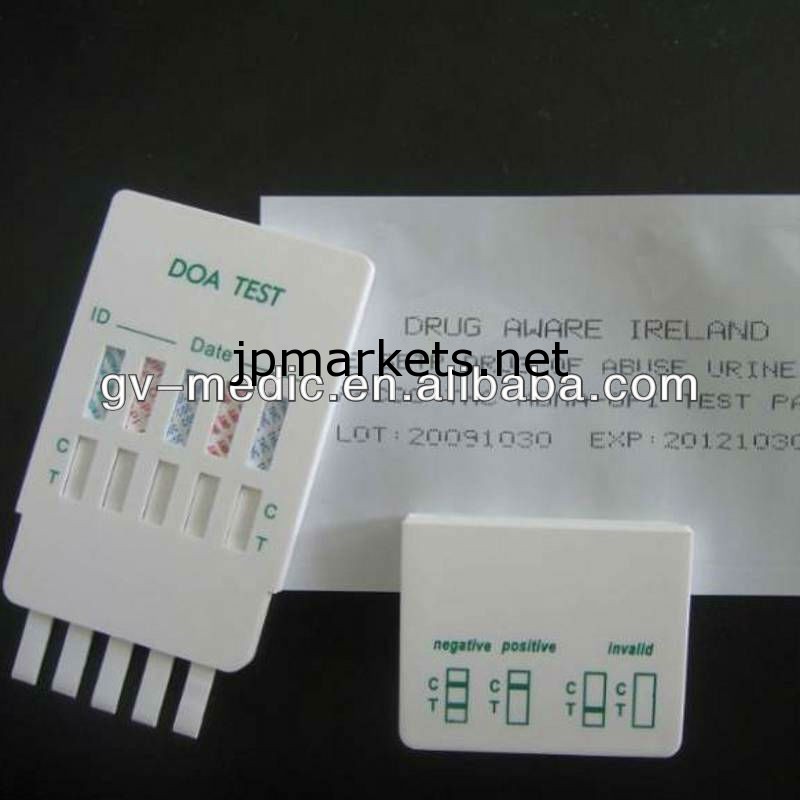 DOA TEST
ID Date
C
T
C
T
DRUG AWARE IRELAND
ABUSE URINE
TEST PA
LOT:20091030 EXP:20121030
jpmarkets.net
gv-medic.en.alibaba.com
negative positive invalid
C C C C
T T T T